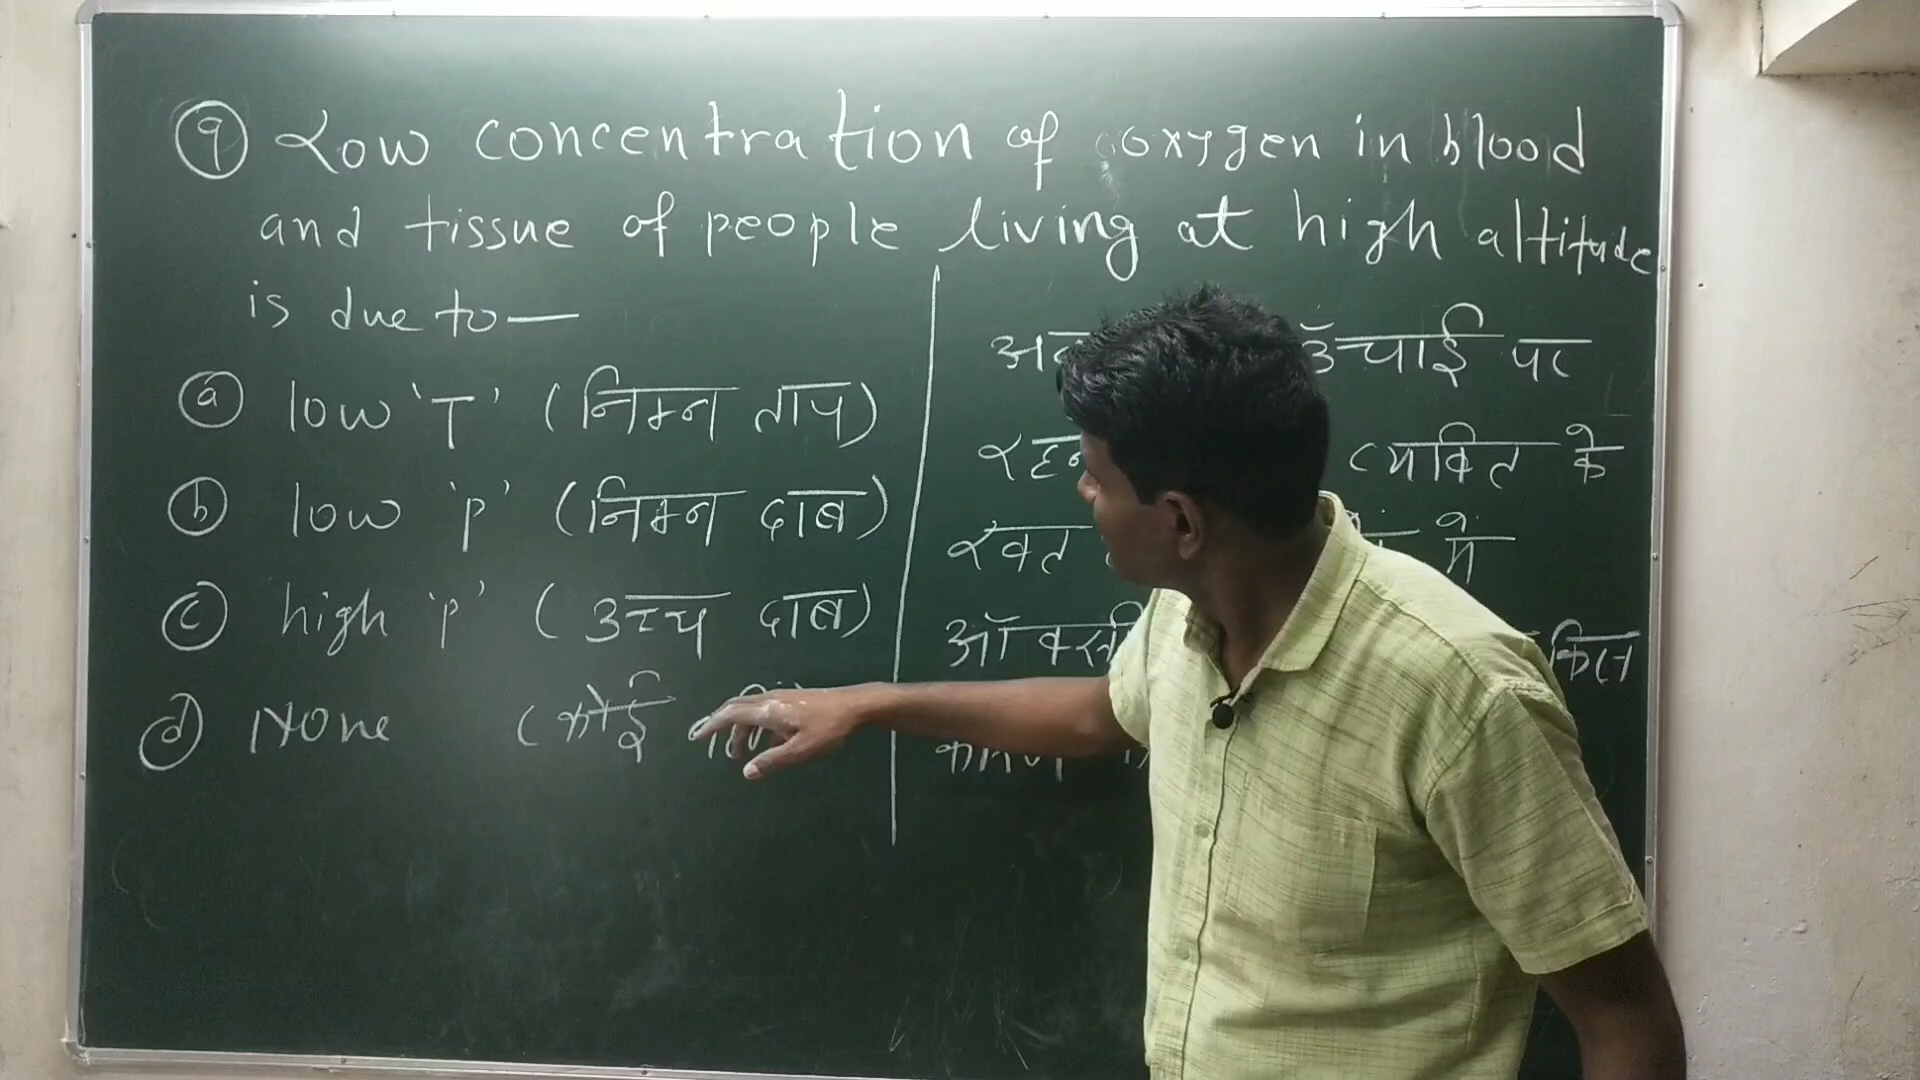 9 Low concentration of oxygen in blood
and tissue of people living at high altitude
is due to —
a low 'T' (निम्न ताप)
b low 'p' (निम्न दाब)
c high 'p' (उच्च दाब)
d None (कोई
ऊँचाई पर
व्यक्ति के
रक्त में